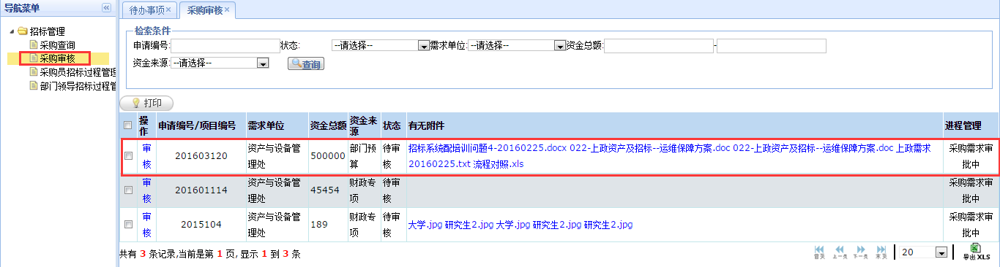 导航菜单
招标管理
采购查询
采购审核
采购员招标过程管理
部门领导招标过程管
待办事项 采购审核
检索条件
申请编号: 状态: --请选择-- 需求单位: --请选择-- 资金总额: -
资金来源: --请选择-- 查询
打印
操作 申请编号/项目编号 需求单位 资金总额 资金来源 状态 有无附件 进程管理
审核 201603120 资产与设备管理处 500000 部门预算 待审核 招标系统配培训问题4-20160225.docx 022-上政资产及招标--运维保障方案.doc 022-上政资产及招标--运维保障方案.doc 上政需求20160225.txt 流程对照.xls 采购需求审批中
审核 201601114 资产与设备管理处 45454 财政专项 待审核 采购需求审批中
审核 2015104 资产与设备管理处 189 财政专项 待审核 大学.jpg 研究生2.jpg 大学.jpg 研究生2.jpg 研究生2.jpg 采购需求审批中
共有 3 条记录,当前是第 1 页, 显示 1 到 3 条 首页 上一页 下一页 末页 20 导出XLS